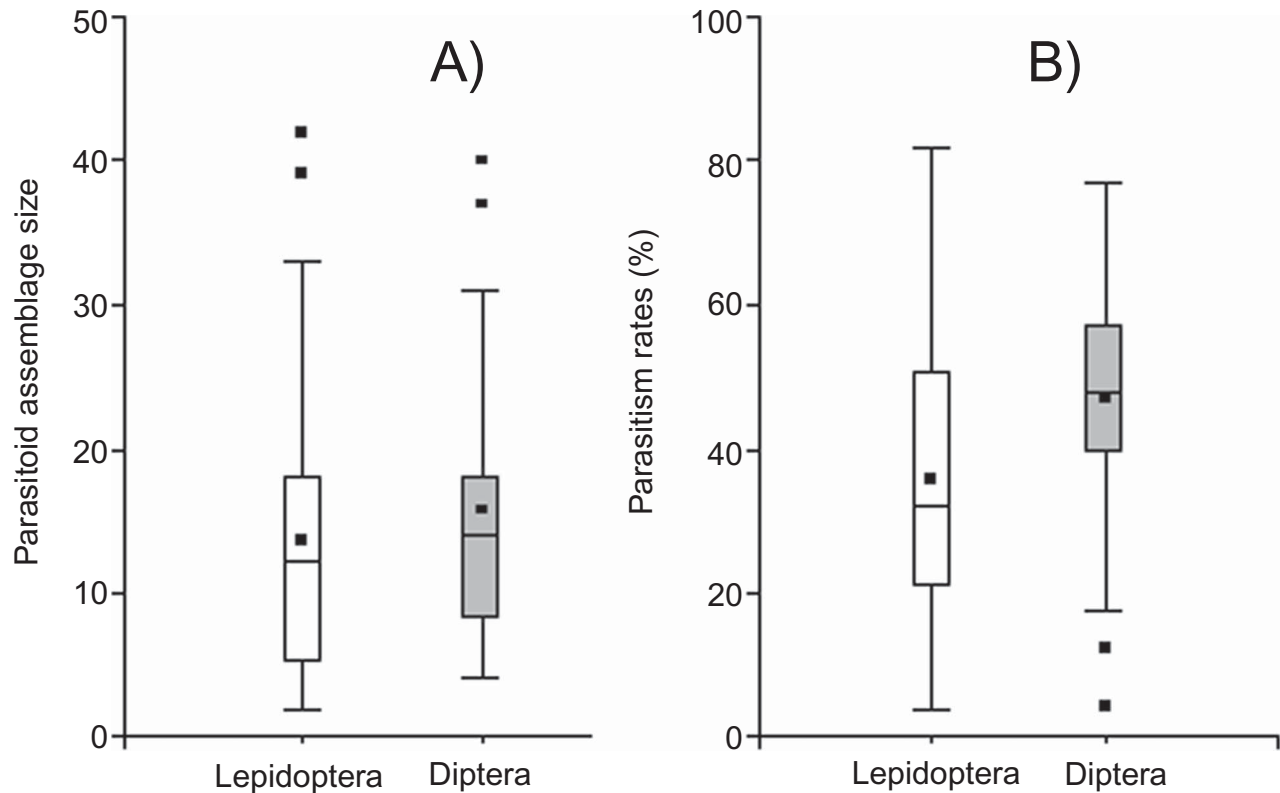 A)
50
40
30
20
10
0
Parasitoid assemblage size
Lepidoptera Diptera
B)
100
80
60
40
20
0
Parasitism rates (%)
Lepidoptera Diptera